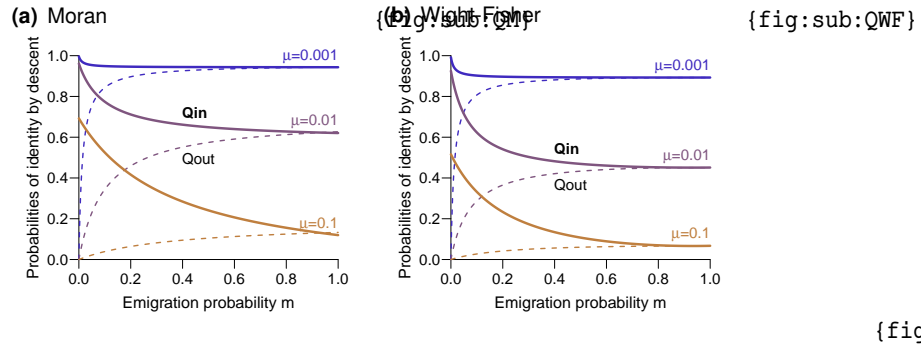 (a) Moran
{fig:sub:QM}
(b) Wight-Fisher
{fig:sub:QWF}
Probabilities of identity by descent
1.0
0.8
0.6
0.4
0.2
0.0
μ=0.001
Qin
μ=0.01
Qout
μ=0.1
0.0 0.2 0.4 0.6 0.8 1.0
Emigration probability m
Probabilities of identity by descent
1.0
0.8
0.6
0.4
0.2
0.0
μ=0.001
Qin
μ=0.01
Qout
μ=0.1
0.0 0.2 0.4 0.6 0.8 1.0
Emigration probability m
{fig